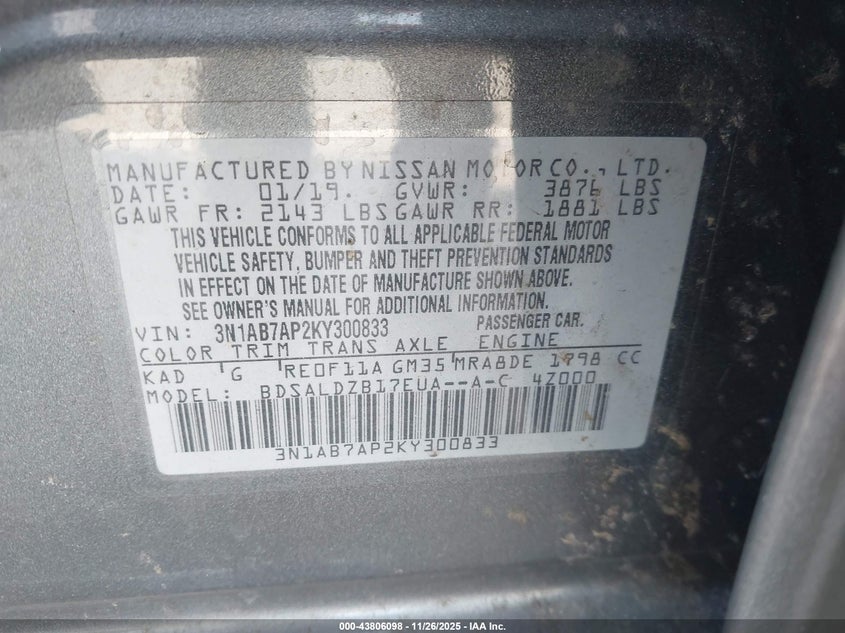 MANUFACTURED BY NISSAN MOTOR CO., LTD.
DATE: 01/19. GVWR: 3876 LBS
GAWR FR: 2143 LBS GAWR RR: 1881 LBS
THIS VEHICLE CONFORMS TO ALL APPLICABLE FEDERAL MOTOR
VEHICLE SAFETY, BUMPER AND THEFT PREVENTION STANDARDS
IN EFFECT ON THE DATE OF MANUFACTURE SHOWN ABOVE.
SEE OWNER'S MANUAL FOR ADDITIONAL INFORMATION.
VIN: 3N1AB7AP2KY300833 PASSENGER CAR.
COLOR TRIM TRANS AXLE ENGINE
KAD G RE0F11A GM35 MRA8DE 1798 CC
MODEL: BDSALDZB17EUA--A-C 4Z000
3N1AB7AP2KY300833
000-43806098 - 11/26/2025 - IAA Inc.